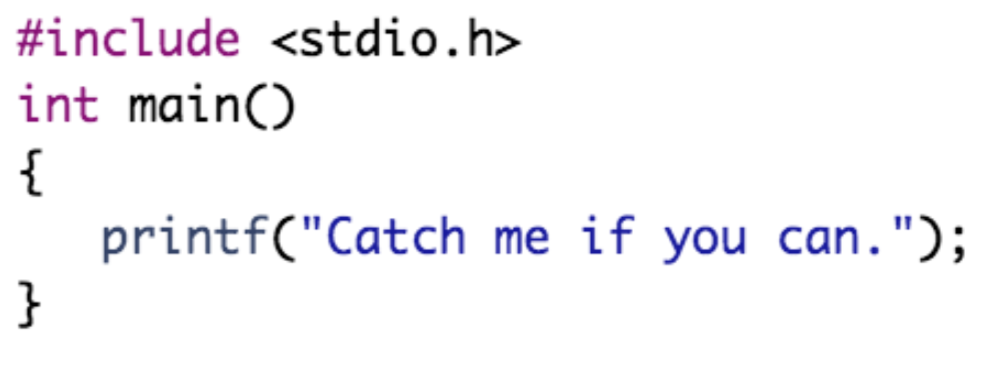 #include <stdio.h>
int main()
{
   printf("Catch me if you can.");
}